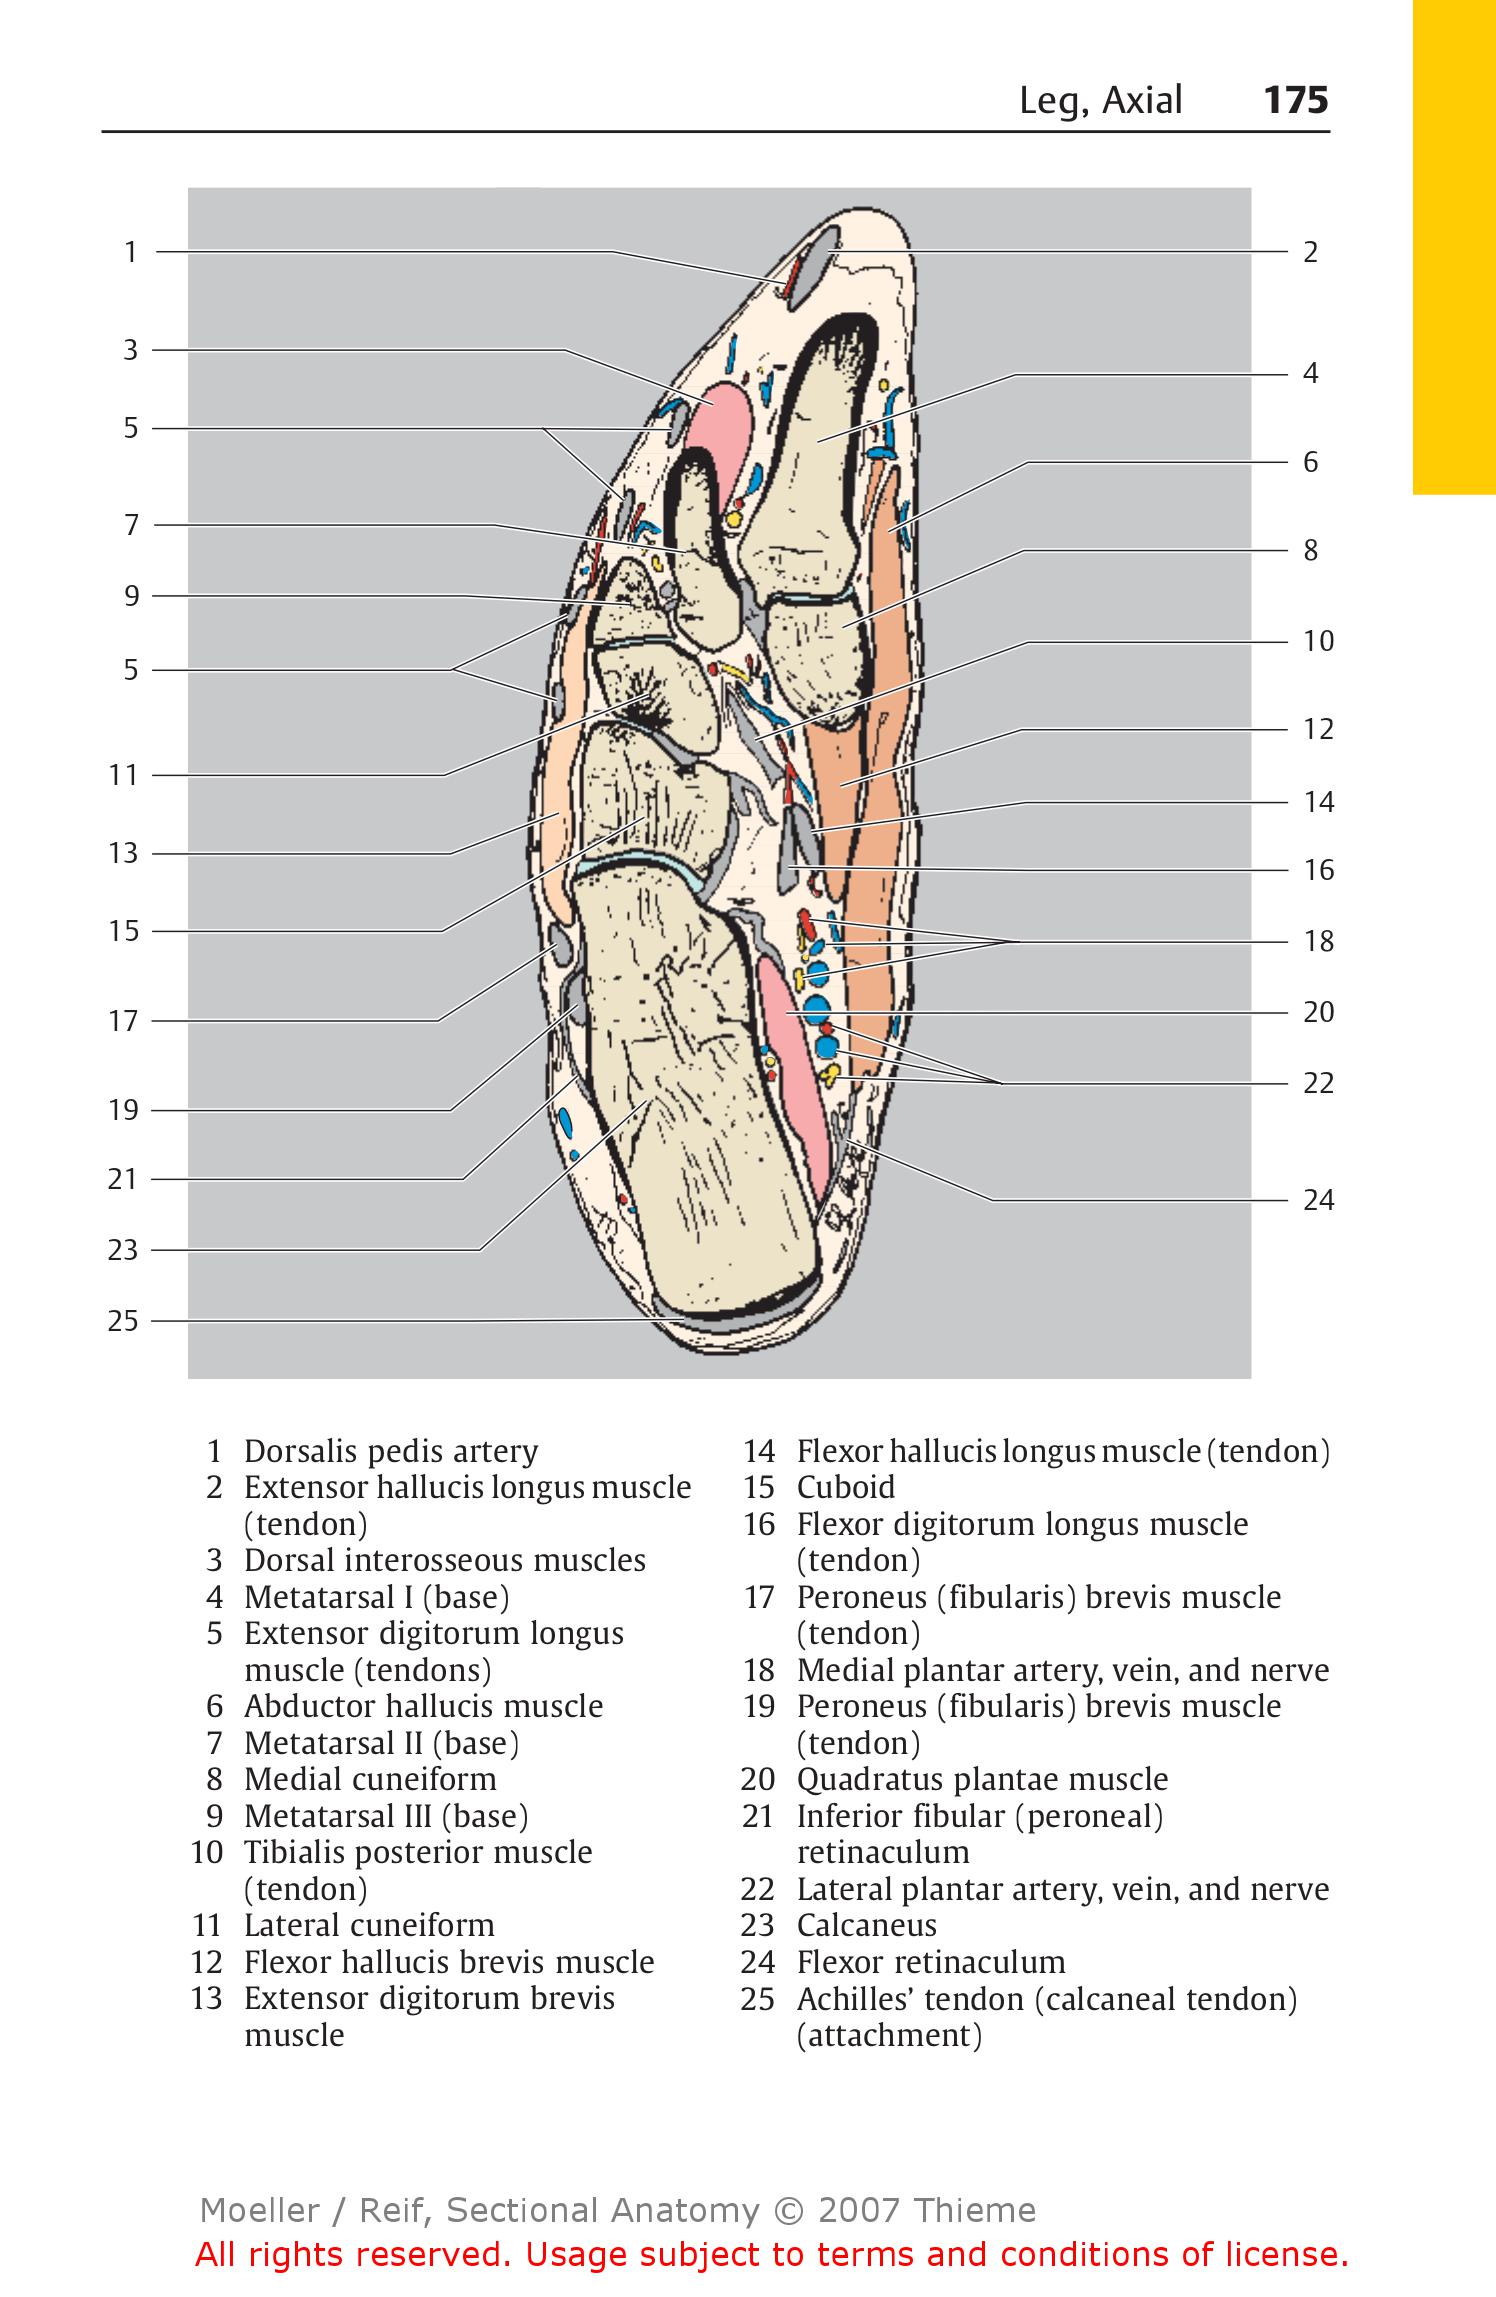 Leg, Axial 175
1
2
3
4
5
6
7
8
9
10
5
12
11
14
13
16
15
18
17
20
19
22
21
24
23
25
1 Dorsalis pedis artery
2 Extensor hallucis longus muscle
(tendon)
3 Dorsal interosseous muscles
4 Metatarsal I (base)
5 Extensor digitorum longus
muscle (tendons)
6 Abductor hallucis muscle
7 Metatarsal II (base)
8 Medial cuneiform
9 Metatarsal III (base)
10 Tibialis posterior muscle
(tendon)
11 Lateral cuneiform
12 Flexor hallucis brevis muscle
13 Extensor digitorum brevis
muscle
14 Flexor hallucis longus muscle (tendon)
15 Cuboid
16 Flexor digitorum longus muscle
(tendon)
17 Peroneus (fibularis) brevis muscle
(tendon)
18 Medial plantar artery, vein, and nerve
19 Peroneus (fibularis) brevis muscle
(tendon)
20 Quadratus plantae muscle
21 Inferior fibular (peroneal)
retinaculum
22 Lateral plantar artery, vein, and nerve
23 Calcaneus
24 Flexor retinaculum
25 Achilles’ tendon (calcaneal tendon)
(attachment)
Moeller / Reif, Sectional Anatomy © 2007 Thieme
All rights reserved. Usage subject to terms and conditions of license.